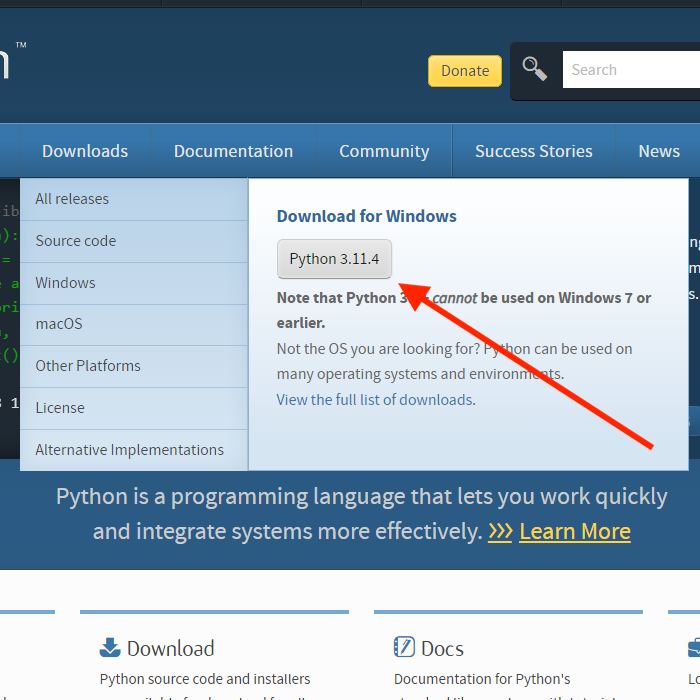 ™
Donate
Search
Downloads
Documentation
Community
Success Stories
News
All releases
Source code
Windows
macOS
Other Platforms
License
Alternative Implementations
Download for Windows
Python 3.11.4
Note that Python cannot be used on Windows 7 or
earlier.
Not the OS you are looking for? Python can be used on
many operating systems and environments.
View the full list of downloads.
Python is a programming language that lets you work quickly
and integrate systems more effectively. >>> Learn More
Download
Python source code and installers
Docs
Documentation for Python's